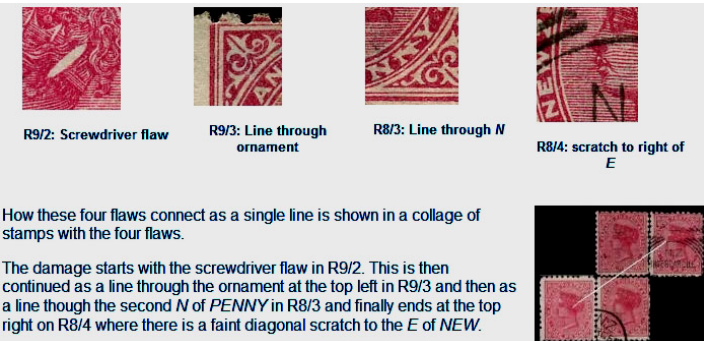 R9/2: Screwdriver flaw
R9/3: Line through
ornament
R8/3: Line through N
R8/4: scratch to right of
E
How these four flaws connect as a single line is shown in a collage of
stamps with the four flaws.
The damage starts with the screwdriver flaw in R9/2. This is then
continued as a line through the ornament at the top left in R9/3 and then as
a line though the second N of PENNY in R8/3 and finally ends at the top
right on R8/4 where there is a faint diagonal scratch to the E of NEW.